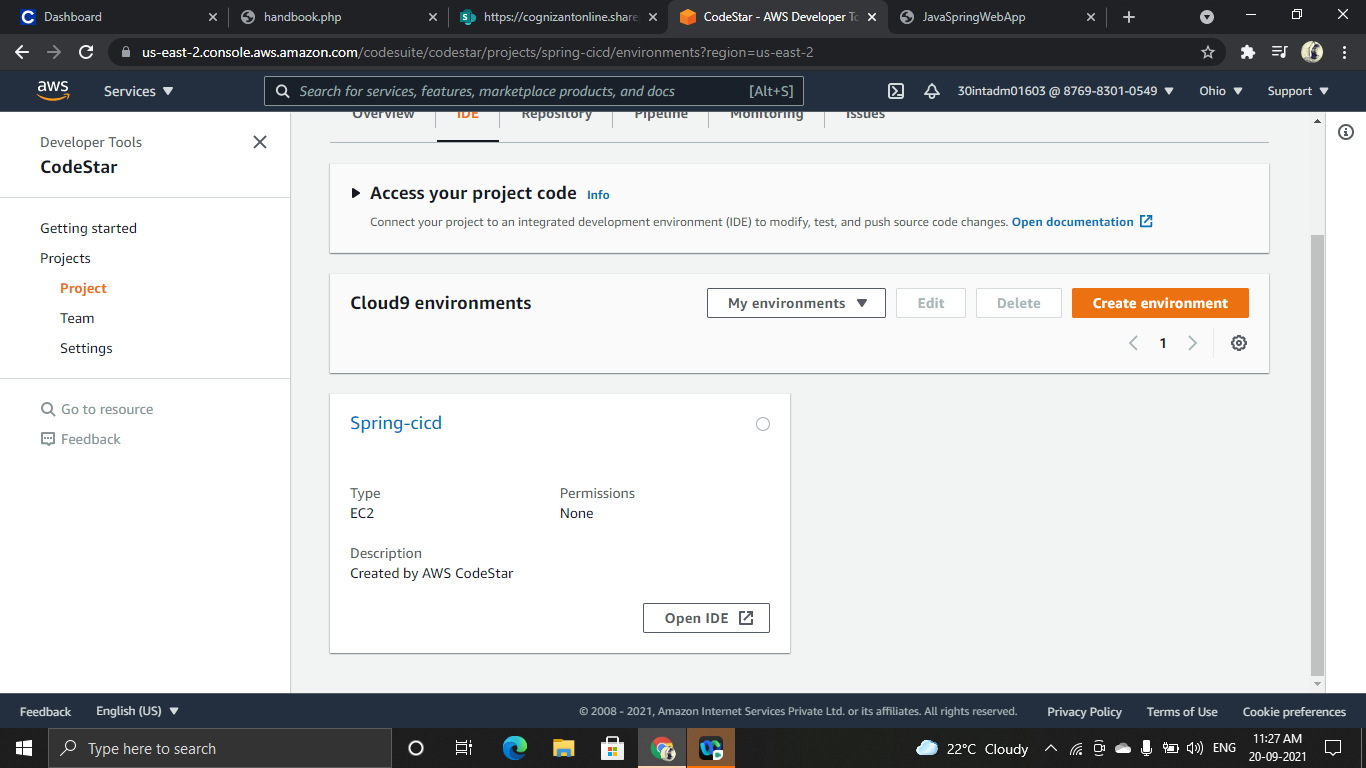 Dashboard
handbook.php
https://cognizantonline.share
CodeStar - AWS Developer To
JavaSpringWebApp
us-east-2.console.aws.amazon.com/codesuite/codestar/projects/spring-cicd/environments?region=us-east-2
aws
Services
Search for services, features, marketplace products, and docs
[Alt+S]
30intadm01603 @ 8769-8301-0549
Ohio
Support
Developer Tools
CodeStar
Getting started
Projects
Project
Team
Settings
Go to resource
Feedback
Overview
IDE
Repository
Pipeline
Monitoring
Issues
Access your project code Info
Connect your project to an integrated development environment (IDE) to modify, test, and push source code changes. Open documentation
Cloud9 environments
My environments
Edit
Delete
Create environment
1
Spring-cicd
Type
EC2
Permissions
None
Description
Created by AWS CodeStar
Open IDE
Feedback
English (US)
© 2008 - 2021, Amazon Internet Services Private Ltd. or its affiliates. All rights reserved.
Privacy Policy
Terms of Use
Cookie preferences
Type here to search
22°C Cloudy
ENG
11:27 AM
20-09-2021